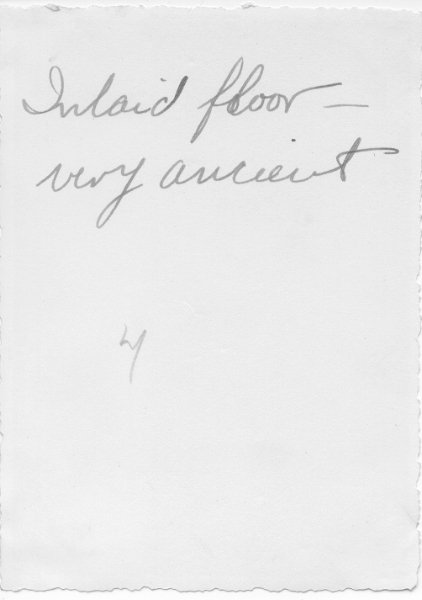 Inlaid floor —
very ancient
4